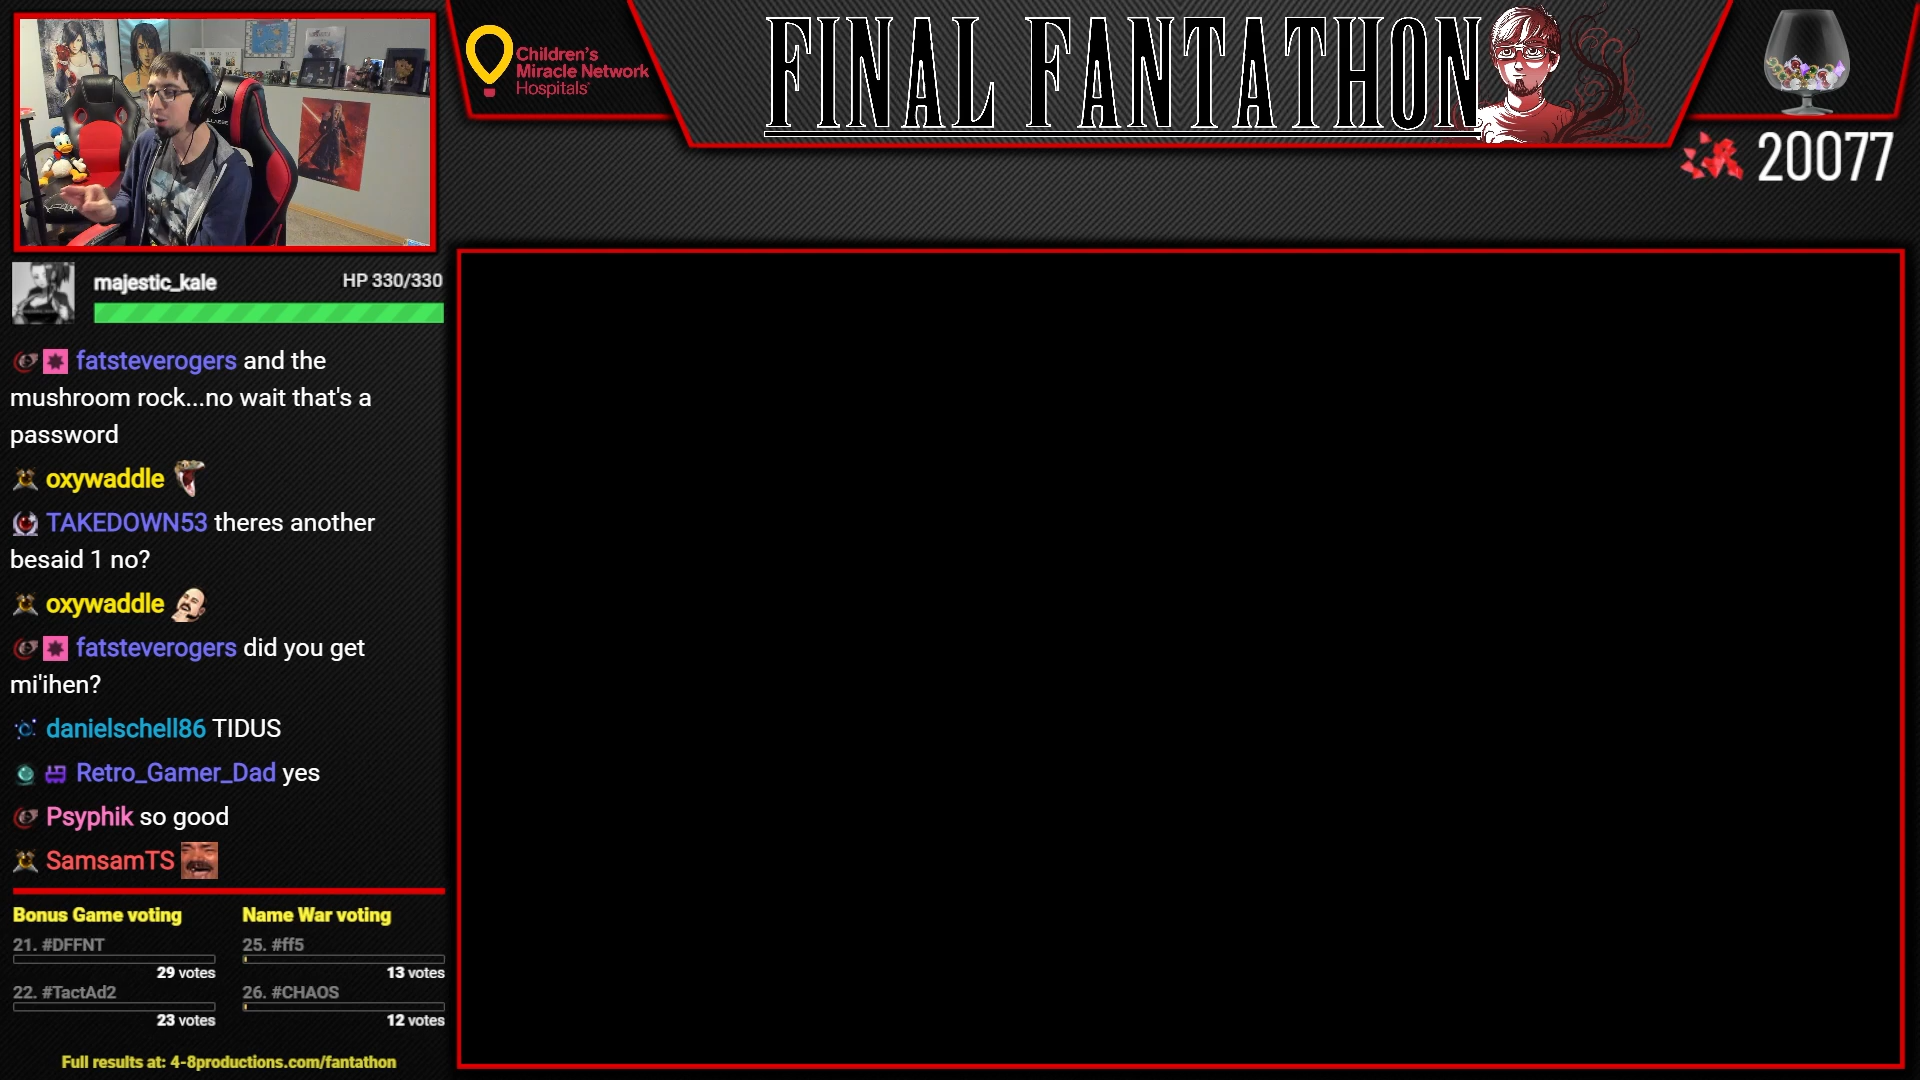 Children's
Miracle Network
Hospitals
FINAL FANTATHON
20077
majestic_kale
HP 330/330
fatsteverogers and the
mushroom rock...no wait that's a
password
oxywaddle
TAKEDOWN53 theres another
besaid 1 no?
oxywaddle
fatsteverogers did you get
mi'ihen?
danielschell86 TIDUS
Retro_Gamer_Dad yes
Psyphik so good
SamsamTS
Bonus Game voting
21. #DFFNT
29 votes
22. #TactAd2
23 votes
Name War voting
25. #ff5
13 votes
26. #CHAOS
12 votes
Full results at: 4-8productions.com/fantathon